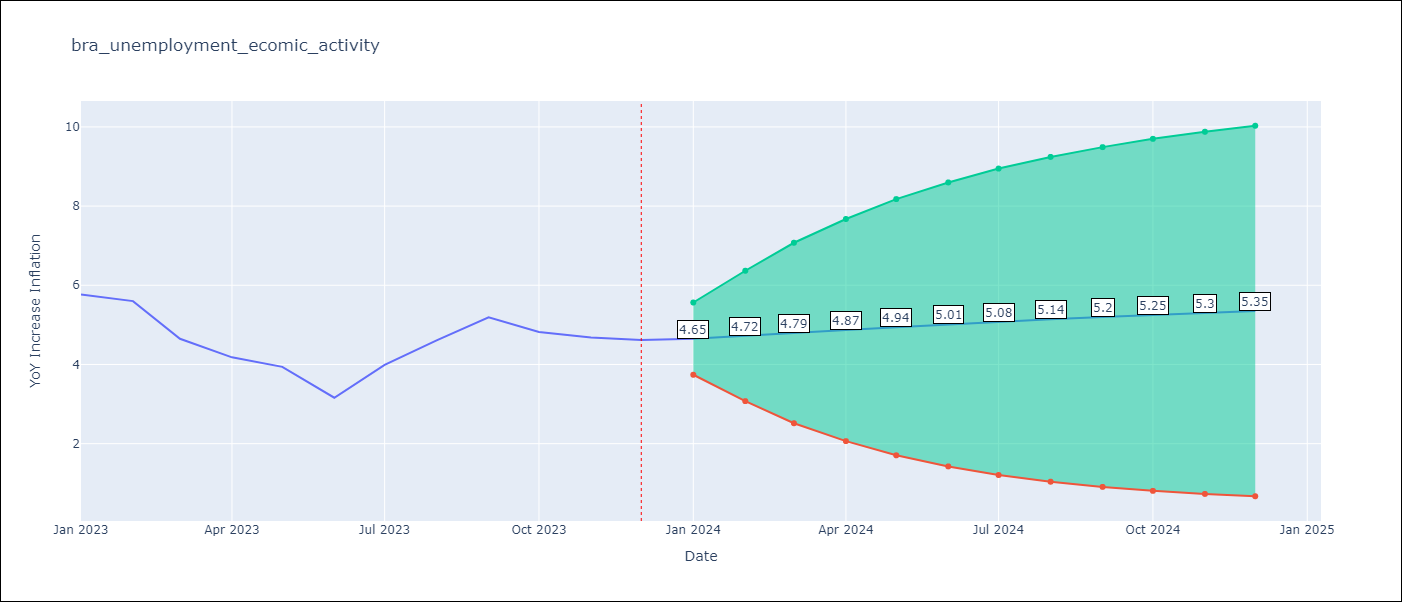 bra_unemployment_ecomic_activity
YoY Increase Inflation
10
8
6
4
2
4.65
4.72
4.79
4.87
4.94
5.01
5.08
5.14
5.2
5.25
5.3
5.35
Jan 2023
Apr 2023
Jul 2023
Oct 2023
Jan 2024
Apr 2024
Jul 2024
Oct 2024
Jan 2025
Date